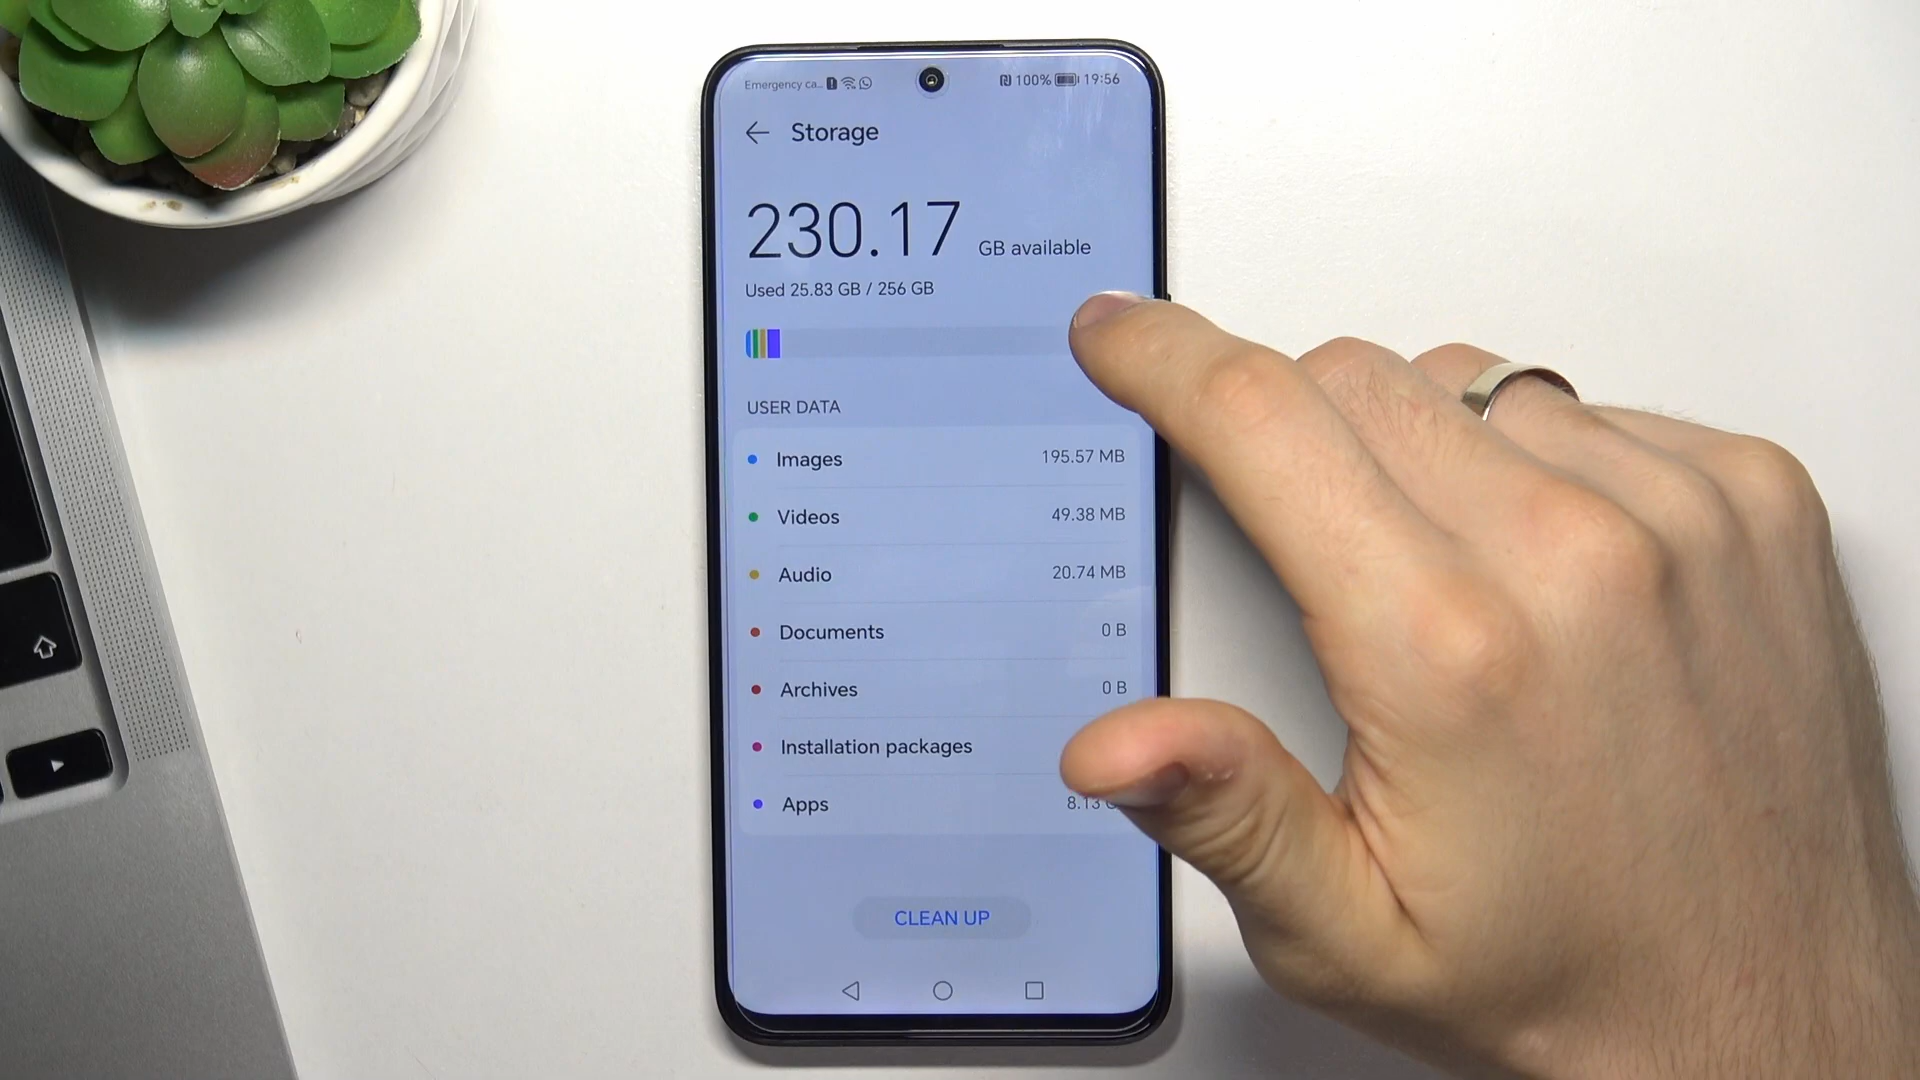 Emergency ca... 100% 19:56
Storage
230.17 GB available
Used 25.83 GB / 256 GB
USER DATA
Images 195.57 MB
Videos 49.38 MB
Audio 20.74 MB
Documents 0 B
Archives 0 B
Installation packages
Apps 8.13
CLEAN UP